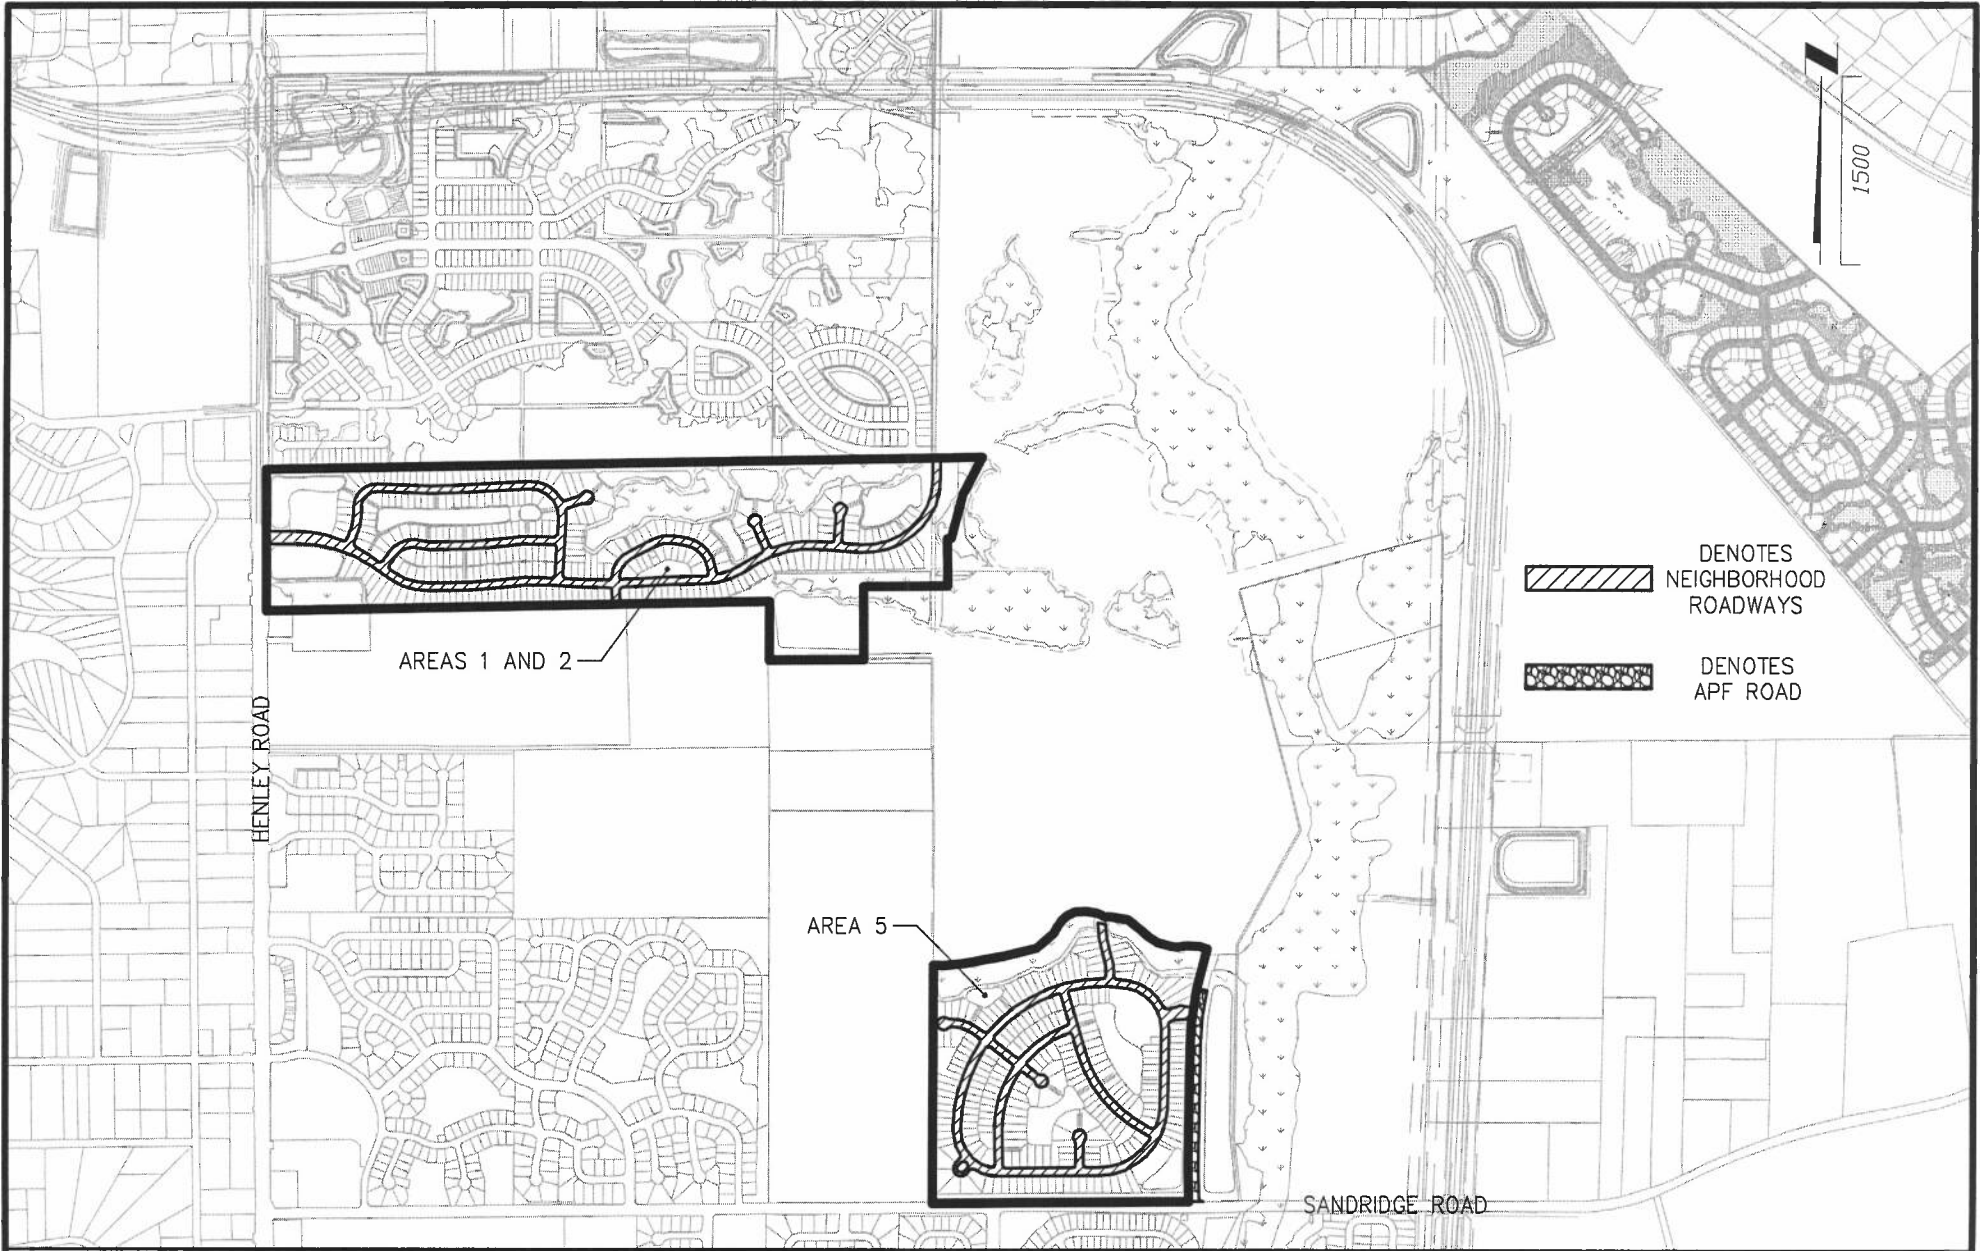 1500
DENOTES
NEIGHBORHOOD
ROADWAYS
DENOTES
APF ROAD
AREAS 1 AND 2
HENLEY ROAD
AREA 5
SANDRIDGE ROAD